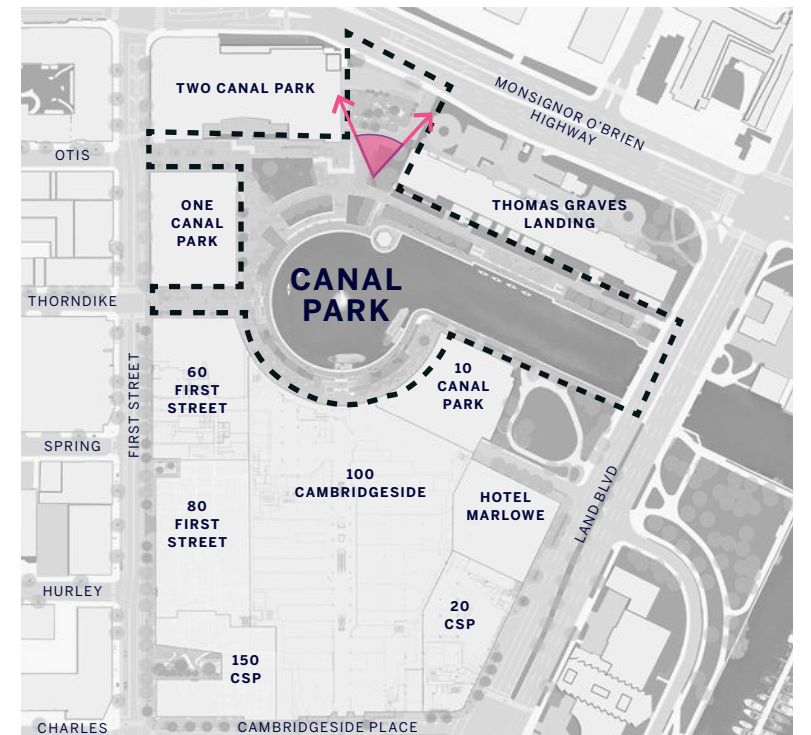 TWO CANAL PARK
MONSIGNOR O'BRIEN
HIGHWAY
OTIS
ONE
CANAL
PARK
THOMAS GRAVES
LANDING
CANAL
PARK
THORNDIKE
FIRST STREET
60
FIRST
STREET
10
CANAL
PARK
SPRING
100
CAMBRIDGESIDE
HOTEL
MARLOWE
LAND BLVD
80
FIRST
STREET
HURLEY
20
CSP
150
CSP
CHARLES
CAMBRIDGESIDE PLACE